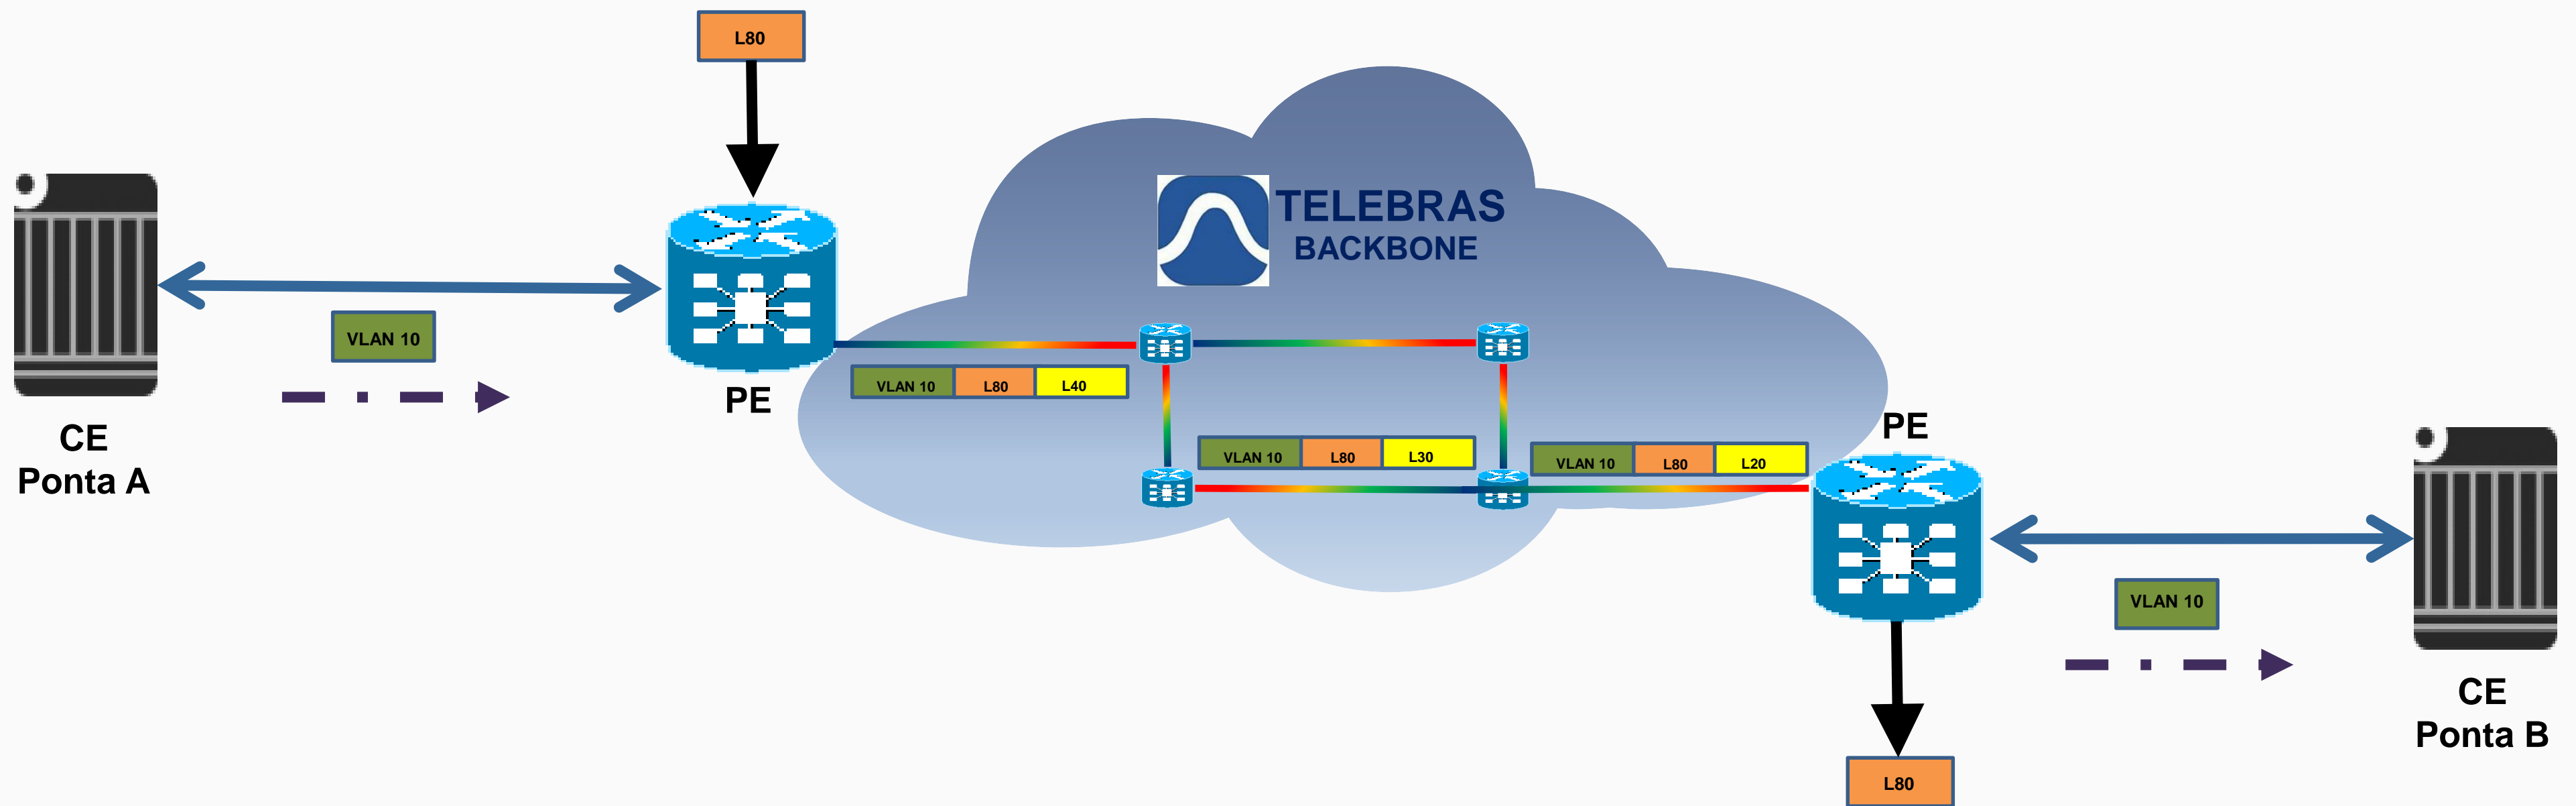 L80
TELEBRAS
BACKBONE
VLAN 10
VLAN 10 L80 L40
PE
PE
CE
Ponta A
VLAN 10 L80 L30
VLAN 10 L80 L20
VLAN 10
CE
Ponta B
L80